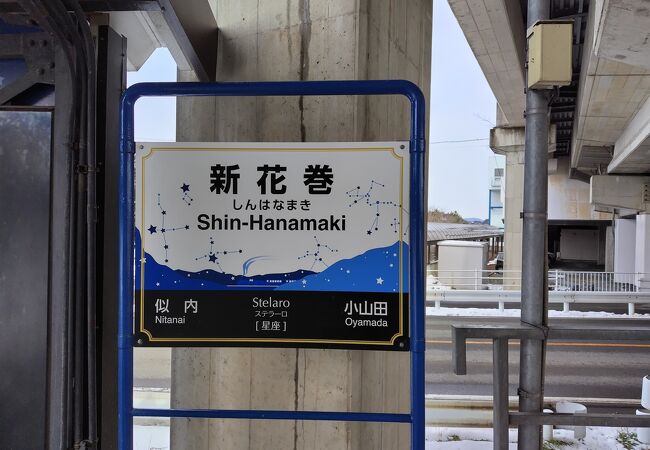 新花巻
しんはなまき
Shin-Hanamaki
似内
Nitanai
Stelaro
ステラーロ
[星座]
小山田
Oyamada